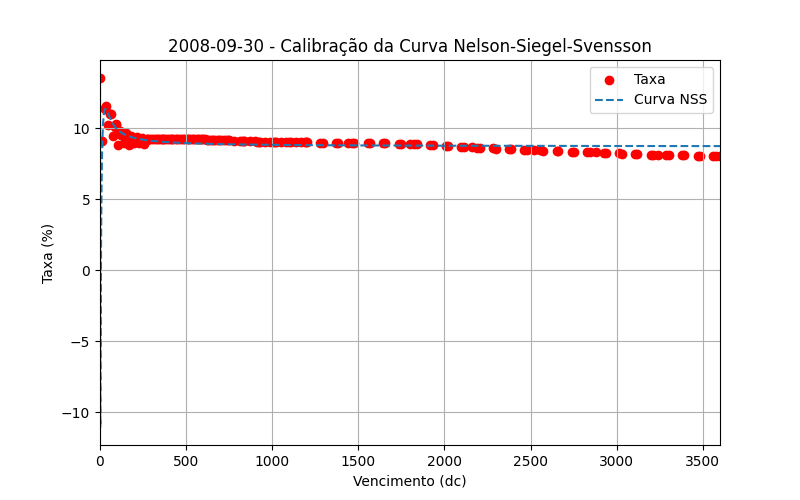 2008-09-30 - Calibração da Curva Nelson-Siegel-Svensson
Taxa
Curva NSS
Taxa (%)
10
5
0
−5
−10
0 500 1000 1500 2000 2500 3000 3500
Vencimento (dc)